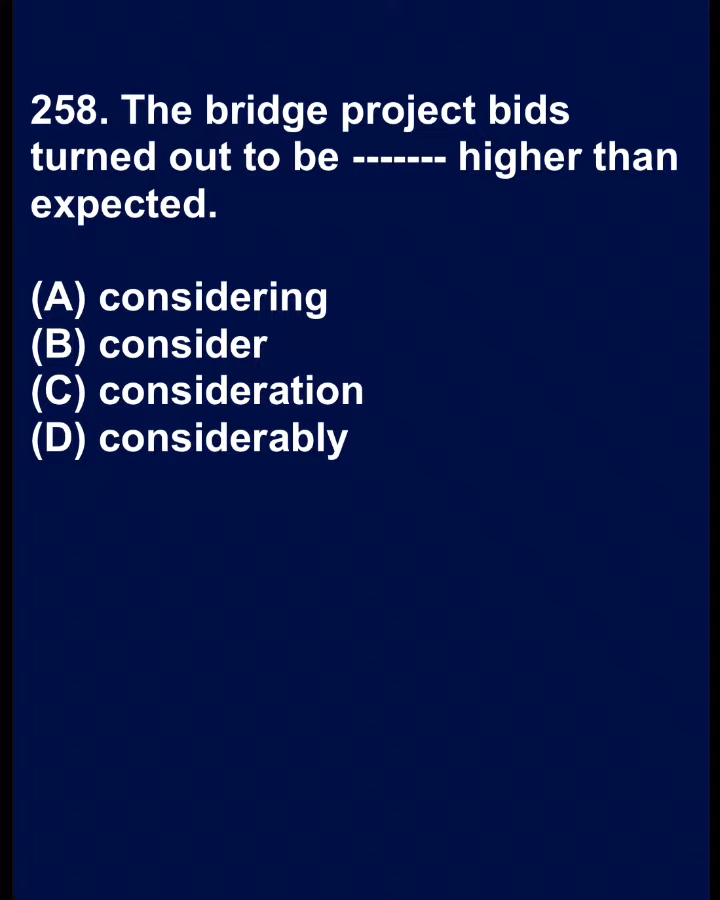 258. The bridge project bids
turned out to be ------- higher than
expected.
(A) considering
(B) consider
(C) consideration
(D) considerably